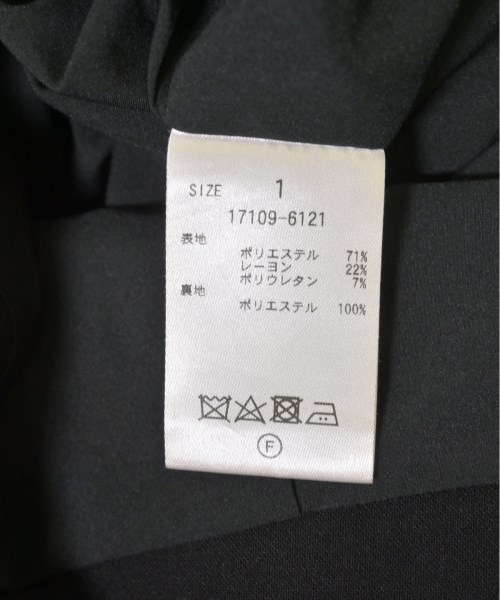 SIZE 1
17109-6121
表地
ポリエステル 71%
レーヨン 22%
ポリウレタン 7%
裏地
ポリエステル 100%
F